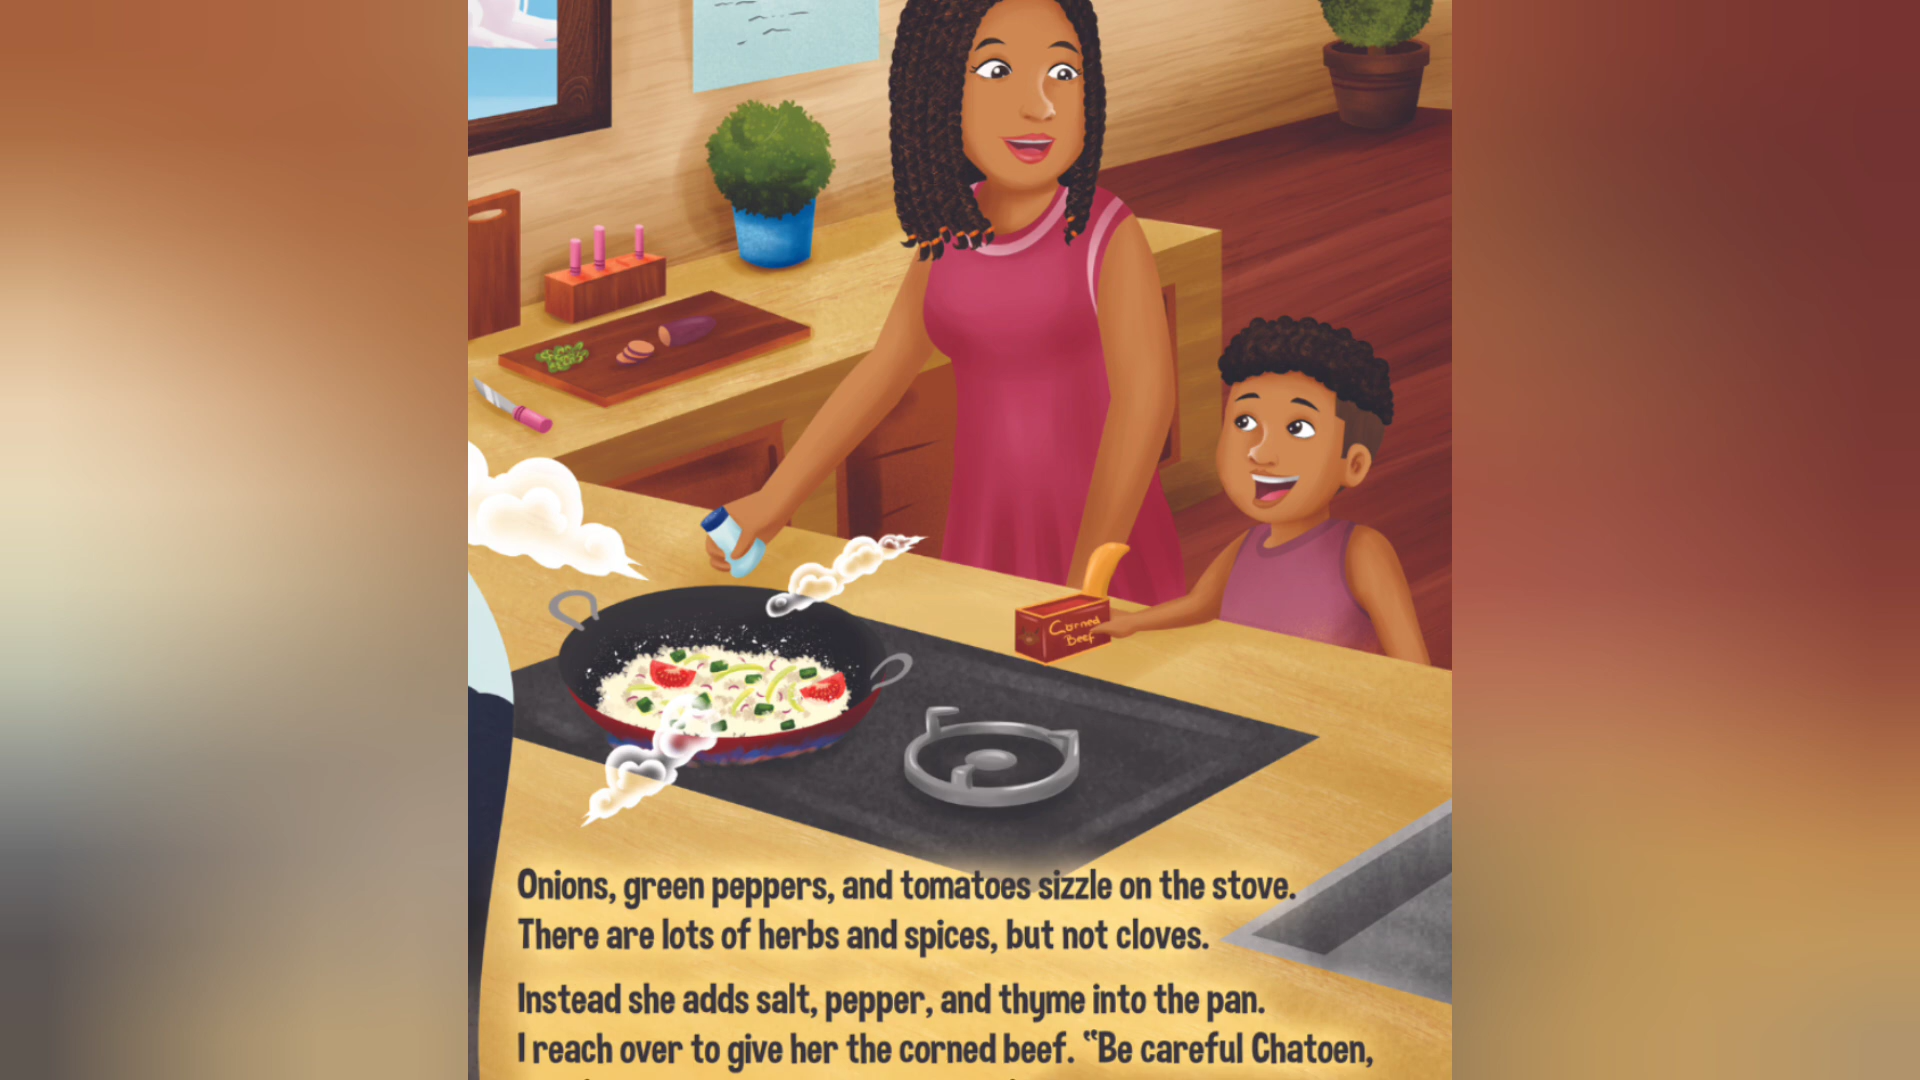 Corned
Beef
Onions, green peppers, and tomatoes sizzle on the stove.
There are lots of herbs and spices, but not cloves.
Instead she adds salt, pepper, and thyme into the pan.
I reach over to give her the corned beef. “Be careful Chatoen,